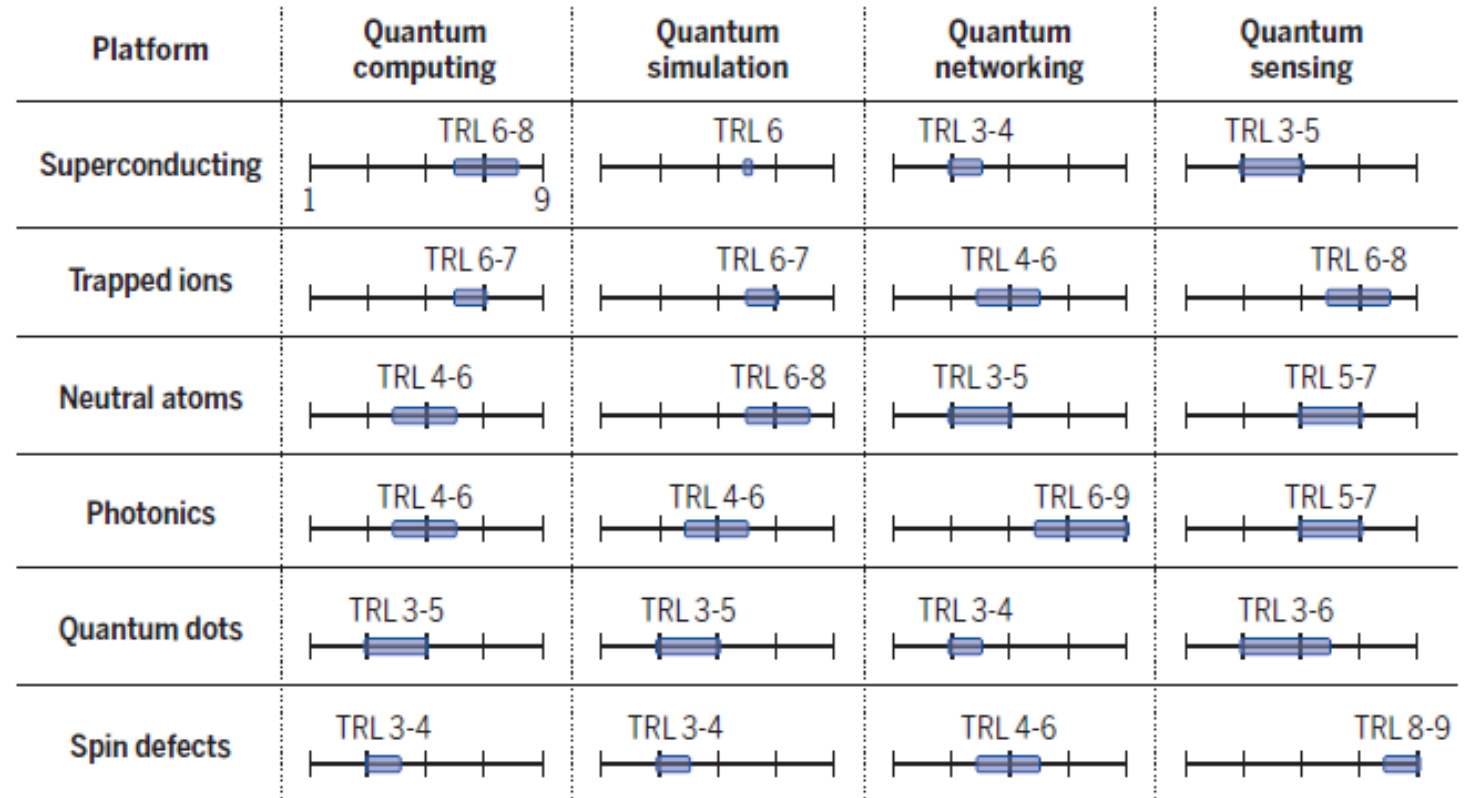 Platform
Quantum
computing
Quantum
simulation
Quantum
networking
Quantum
sensing
Superconducting
TRL 6-8
1
9
TRL 6
TRL 3-4
TRL 3-5
Trapped ions
TRL 6-7
TRL 6-7
TRL 4-6
TRL 6-8
Neutral atoms
TRL 4-6
TRL 6-8
TRL 3-5
TRL 5-7
Photonics
TRL 4-6
TRL 4-6
TRL 6-9
TRL 5-7
Quantum dots
TRL 3-5
TRL 3-5
TRL 3-4
TRL 3-6
Spin defects
TRL 3-4
TRL 3-4
TRL 4-6
TRL 8-9